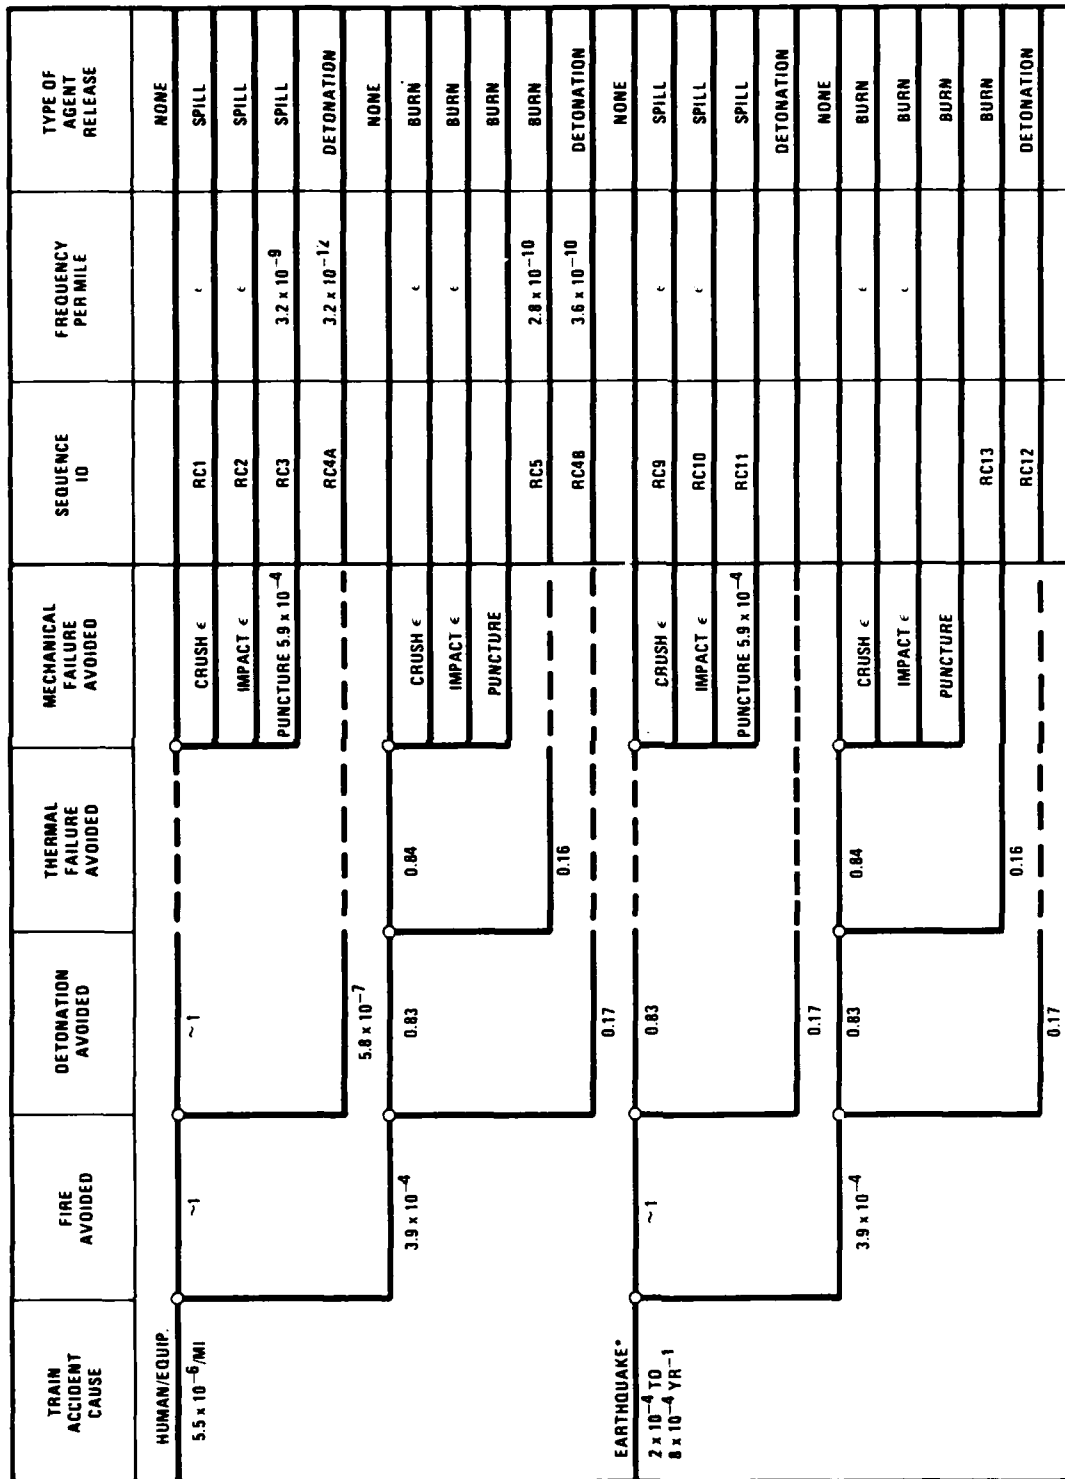 TRAIN ACCIDENT CAUSE
FIRE AVOIDED
DETONATION AVOIDED
THERMAL FAILURE AVOIDED
MECHANICAL FAILURE AVOIDED
SEQUENCE ID
FREQUENCY PER MILE
TYPE OF AGENT RELEASE
HUMAN/EQUIP.
5.5 x 10⁻⁶/MI
~1
~1
NONE
CRUSH ϵ RC1 ϵ SPILL
IMPACT ϵ RC2 ϵ SPILL
PUNCTURE 5.9 x 10⁻⁴ RC3 3.2 x 10⁻⁹ SPILL
5.8 x 10⁻⁷ RC4A 3.2 x 10⁻¹² DETONATION
3.9 x 10⁻⁴ 0.83 0.84 NONE
CRUSH ϵ ϵ BURN
IMPACT ϵ ϵ BURN
PUNCTURE BURN
0.16 RC5 2.8 x 10⁻¹⁰ BURN
0.17 RC4B 3.6 x 10⁻¹⁰ DETONATION
EARTHQUAKE*
2 x 10⁻⁴ TO
8 x 10⁻⁴ YR⁻¹
~1 0.83 NONE
CRUSH ϵ RC9 ϵ SPILL
IMPACT ϵ RC10 ϵ SPILL
PUNCTURE 5.9 x 10⁻⁴ RC11 SPILL
0.17 DETONATION
3.9 x 10⁻⁴ 0.83 0.84 NONE
CRUSH ϵ ϵ BURN
IMPACT ϵ ϵ BURN
PUNCTURE BURN
0.16 RC13 BURN
0.17 RC12 DETONATION